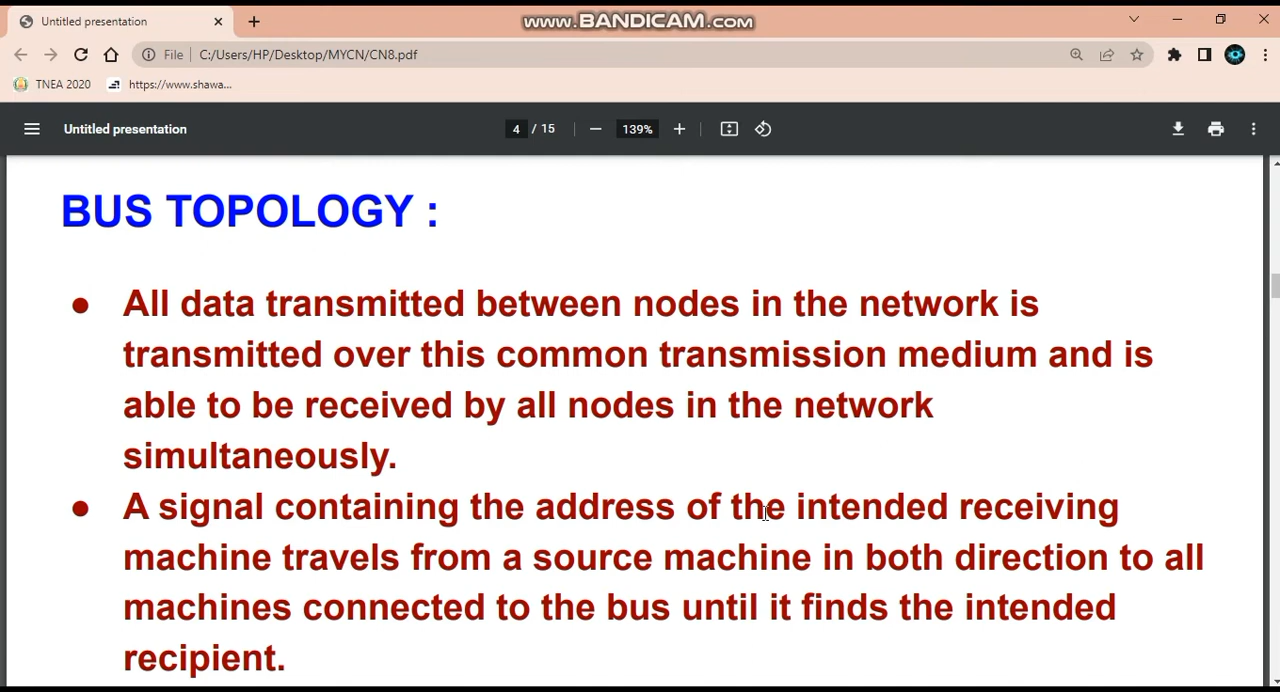 Untitled presentation
www.BANDICAM.com
File C:/Users/HP/Desktop/MYCN/CN8.pdf
TNEA 2020 https://www.shawa...
Untitled presentation 4 / 15 139%
BUS TOPOLOGY :
● All data transmitted between nodes in the network is
transmitted over this common transmission medium and is
able to be received by all nodes in the network
simultaneously.
● A signal containing the address of the intended receiving
machine travels from a source machine in both direction to all
machines connected to the bus until it finds the intended
recipient.